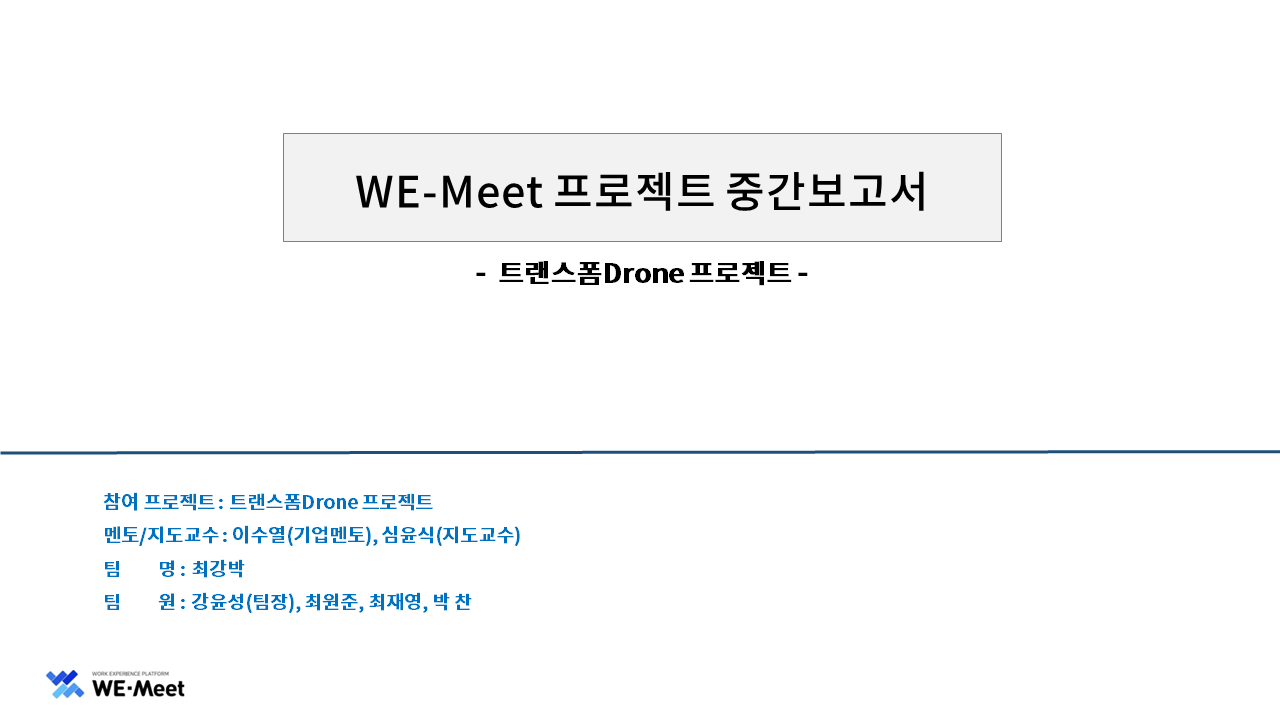 WE-Meet 프로젝트 중간보고서
- 트랜스폼Drone 프로젝트 -
참여 프로젝트 : 트랜스폼Drone 프로젝트
멘토/지도교수 : 이수열(기업멘토), 심윤식(지도교수)
팀 명 : 최강박
팀 원 : 강윤성(팀장), 최원준, 최재영, 박 찬
WORK EXPERIENCE PLATFORM
WE-Meet